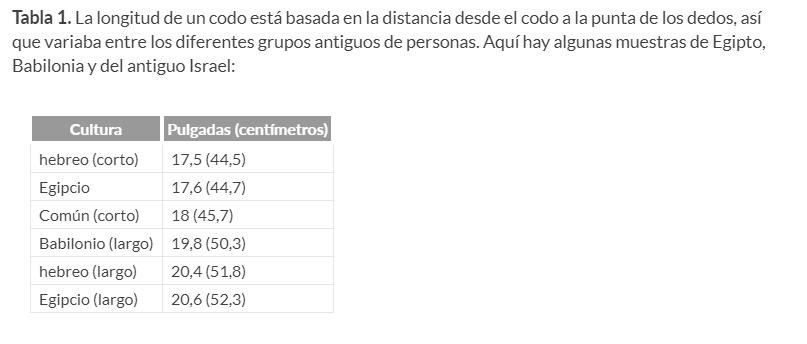 Tabla 1. La longitud de un codo está basada en la distancia desde el codo a la punta de los dedos, así
que variaba entre los diferentes grupos antiguos de personas. Aquí hay algunas muestras de Egipto,
Babilonia y del antiguo Israel:
Cultura Pulgadas (centímetros)
hebreo (corto) 17,5 (44,5)
Egipcio 17,6 (44,7)
Común (corto) 18 (45,7)
Babilonio (largo) 19,8 (50,3)
hebreo (largo) 20,4 (51,8)
Egipcio (largo) 20,6 (52,3)